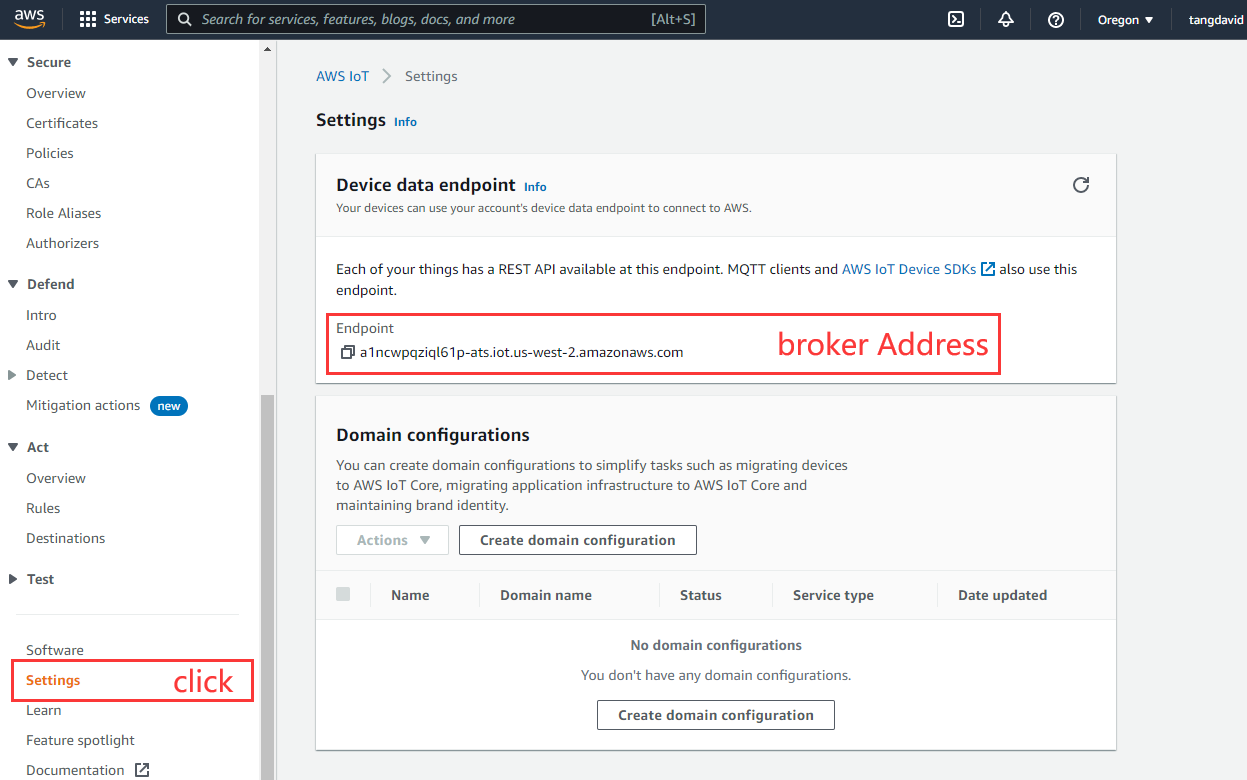 aws
Services
Search for services, features, blogs, docs, and more [Alt+S]
Oregon
tangdavid
Secure
Overview
Certificates
Policies
CAs
Role Aliases
Authorizers
Defend
Intro
Audit
Detect
Mitigation actions new
Act
Overview
Rules
Destinations
Test
Software
Settings click
Learn
Feature spotlight
Documentation
AWS IoT Settings
Settings Info
Device data endpoint Info
Your devices can use your account's device data endpoint to connect to AWS.
Each of your things has a REST API available at this endpoint. MQTT clients and AWS IoT Device SDKs also use this
endpoint.
Endpoint
a1ncwpqziql61p-ats.iot.us-west-2.amazonaws.com
broker Address
Domain configurations
You can create domain configurations to simplify tasks such as migrating devices
to AWS IoT Core, migrating application infrastructure to AWS IoT Core and
maintaining brand identity.
Actions Create domain configuration
Name Domain name Status Service type Date updated
No domain configurations
You don't have any domain configurations.
Create domain configuration